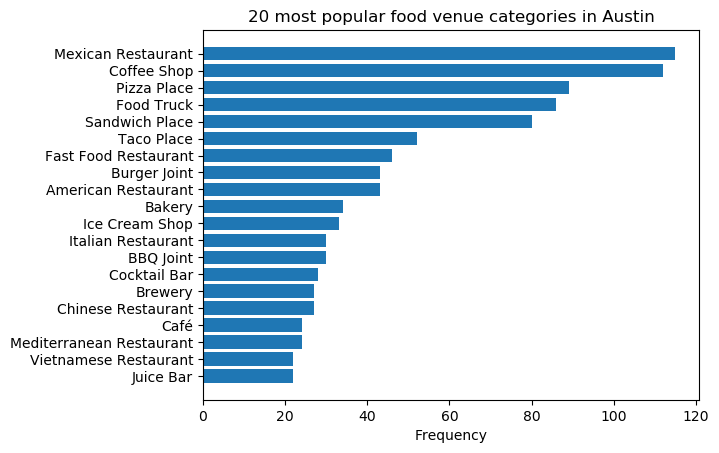 20 most popular food venue categories in Austin
Mexican Restaurant
Coffee Shop
Pizza Place
Food Truck
Sandwich Place
Taco Place
Fast Food Restaurant
Burger Joint
American Restaurant
Bakery
Ice Cream Shop
Italian Restaurant
BBQ Joint
Cocktail Bar
Brewery
Chinese Restaurant
Café
Mediterranean Restaurant
Vietnamese Restaurant
Juice Bar
0 20 40 60 80 100 120
Frequency